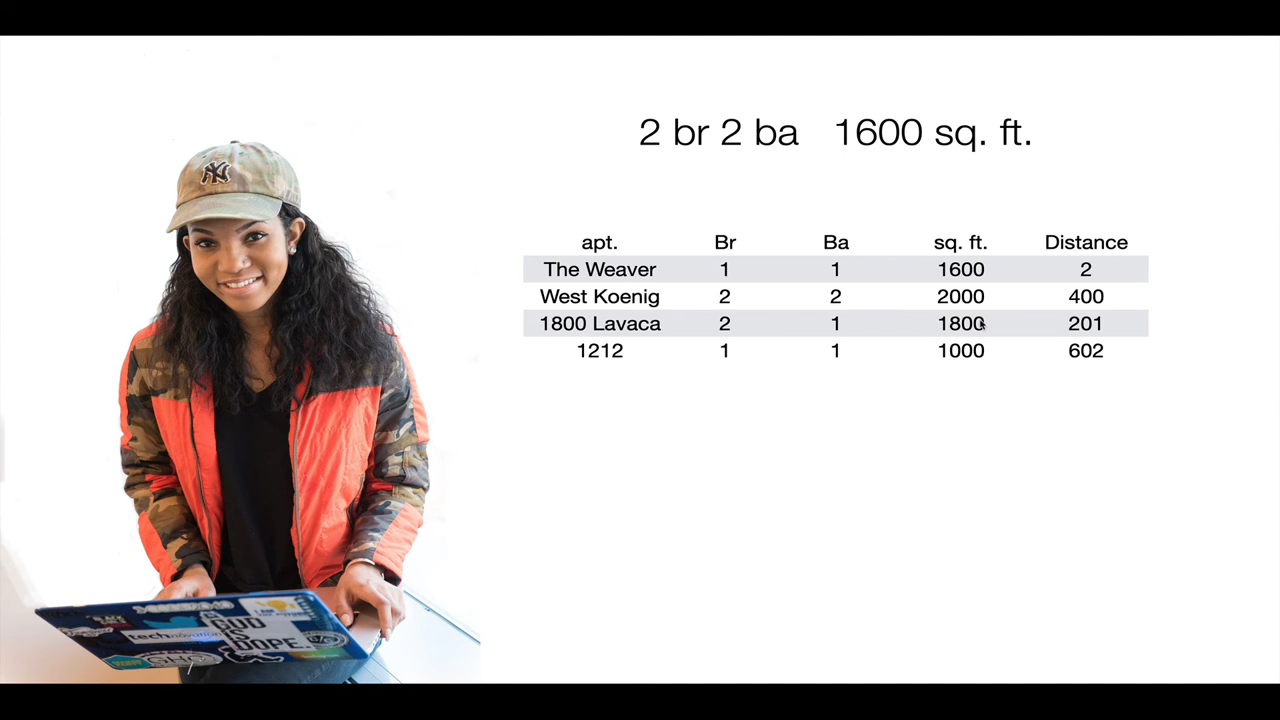 2 br 2 ba 1600 sq. ft.
apt. Br Ba sq. ft. Distance
The Weaver 1 1 1600 2
West Koenig 2 2 2000 400
1800 Lavaca 2 1 1800 201
1212 1 1 1000 602
NY
technovation
GOD
IS
DOPE.